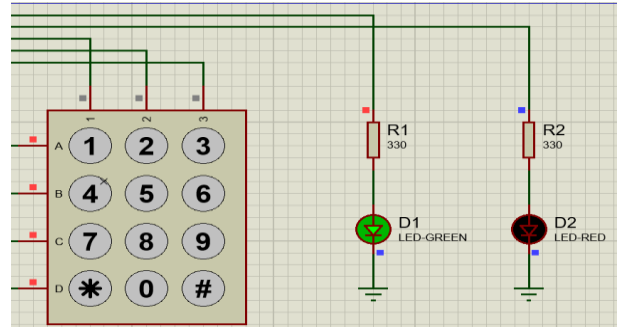 1 2 3
A 1 2 3
B 4 5 6
C 7 8 9
D * 0 #
R1
330
D1
LED-GREEN
R2
330
D2
LED-RED